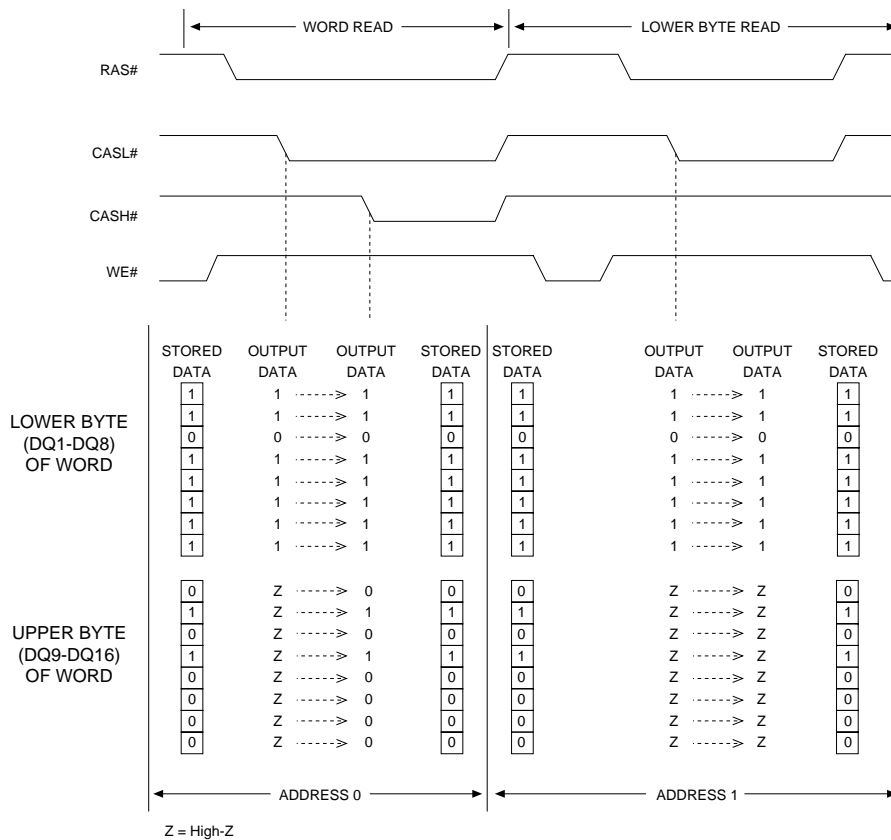 WORD READ LOWER BYTE READ
RAS#
CASL#
CASH#
WE#
STORED OUTPUT OUTPUT STORED STORED OUTPUT OUTPUT STORED
DATA DATA DATA DATA DATA DATA DATA DATA
LOWER BYTE
(DQ1-DQ8)
OF WORD
1 1 1 1 1 1 1 1
1 1 1 1 1 1 1 1
0 0 0 0 0 0 0 0
1 1 1 1 1 1 1 1
1 1 1 1 1 1 1 1
1 1 1 1 1 1 1 1
1 1 1 1 1 1 1 1
1 1 1 1 1 1 1 1
UPPER BYTE
(DQ9-DQ16)
OF WORD
0 Z 0 0 0 Z Z 0
1 Z 1 1 1 Z Z 1
0 Z 0 0 0 Z Z 0
1 Z 1 1 1 Z Z 1
0 Z 0 0 0 Z Z 0
0 Z 0 0 0 Z Z 0
0 Z 0 0 0 Z Z 0
0 Z 0 0 0 Z Z 0
ADDRESS 0 ADDRESS 1
Z = High-Z